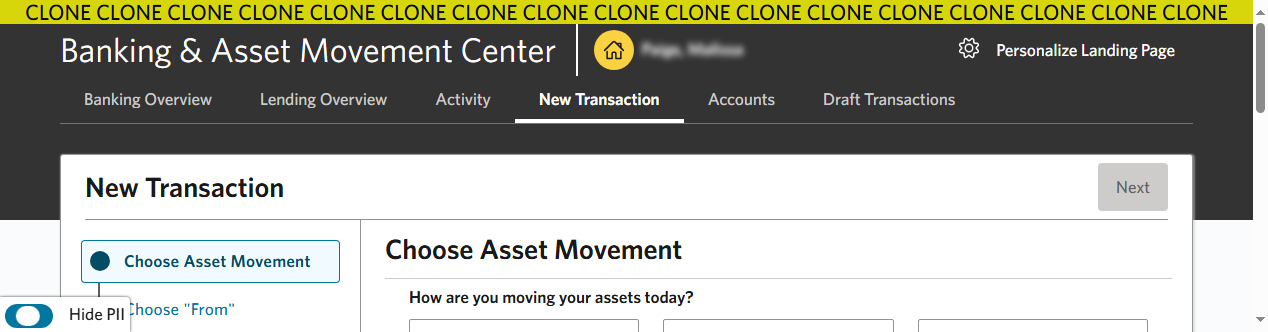 CLONE CLONE CLONE CLONE CLONE CLONE CLONE CLONE CLONE CLONE CLONE CLONE CLONE CLONE CLONE CLONE CLONE
Banking & Asset Movement Center
Personalize Landing Page
Banking Overview Lending Overview Activity New Transaction Accounts Draft Transactions
New Transaction
Next
Choose Asset Movement
Choose Asset Movement
How are you moving your assets today?
Choose "From"
Hide PII